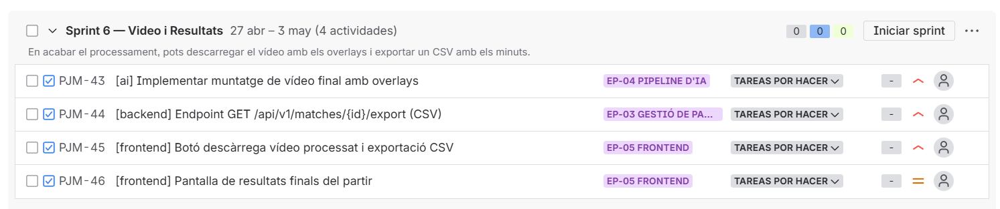 Sprint 6 — Video i Resultats 27 abr – 3 may (4 actividades) 0 0 0 Iniciar sprint
En acabar el processament, pots descarregar el vídeo amb els overlays i exportar un CSV amb els minuts.
PJM-43 [ai] Implementar muntatge de vídeo final amb overlays EP-04 PIPELINE D'IA TAREAS POR HACER -
PJM-44 [backend] Endpoint GET /api/v1/matches/{id}/export (CSV) EP-03 GESTIÓ DE PA... TAREAS POR HACER -
PJM-45 [frontend] Botó descàrrega vídeo processat i exportació CSV EP-05 FRONTEND TAREAS POR HACER -
PJM-46 [frontend] Pantalla de resultats finals del partir EP-05 FRONTEND TAREAS POR HACER -